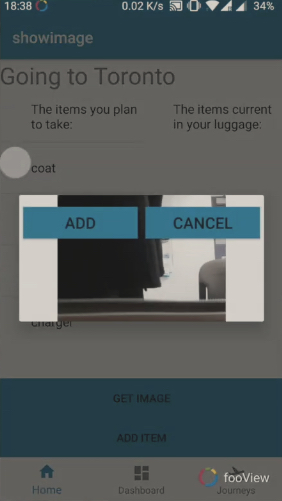 18:38 0.02 K/s 34%
showimage
Going to Toronto
The items you plan
to take:
The items current
in your luggage:
coat
ADD CANCEL
charger
GET IMAGE
ADD ITEM
fooView
Home Dashboard Journeys